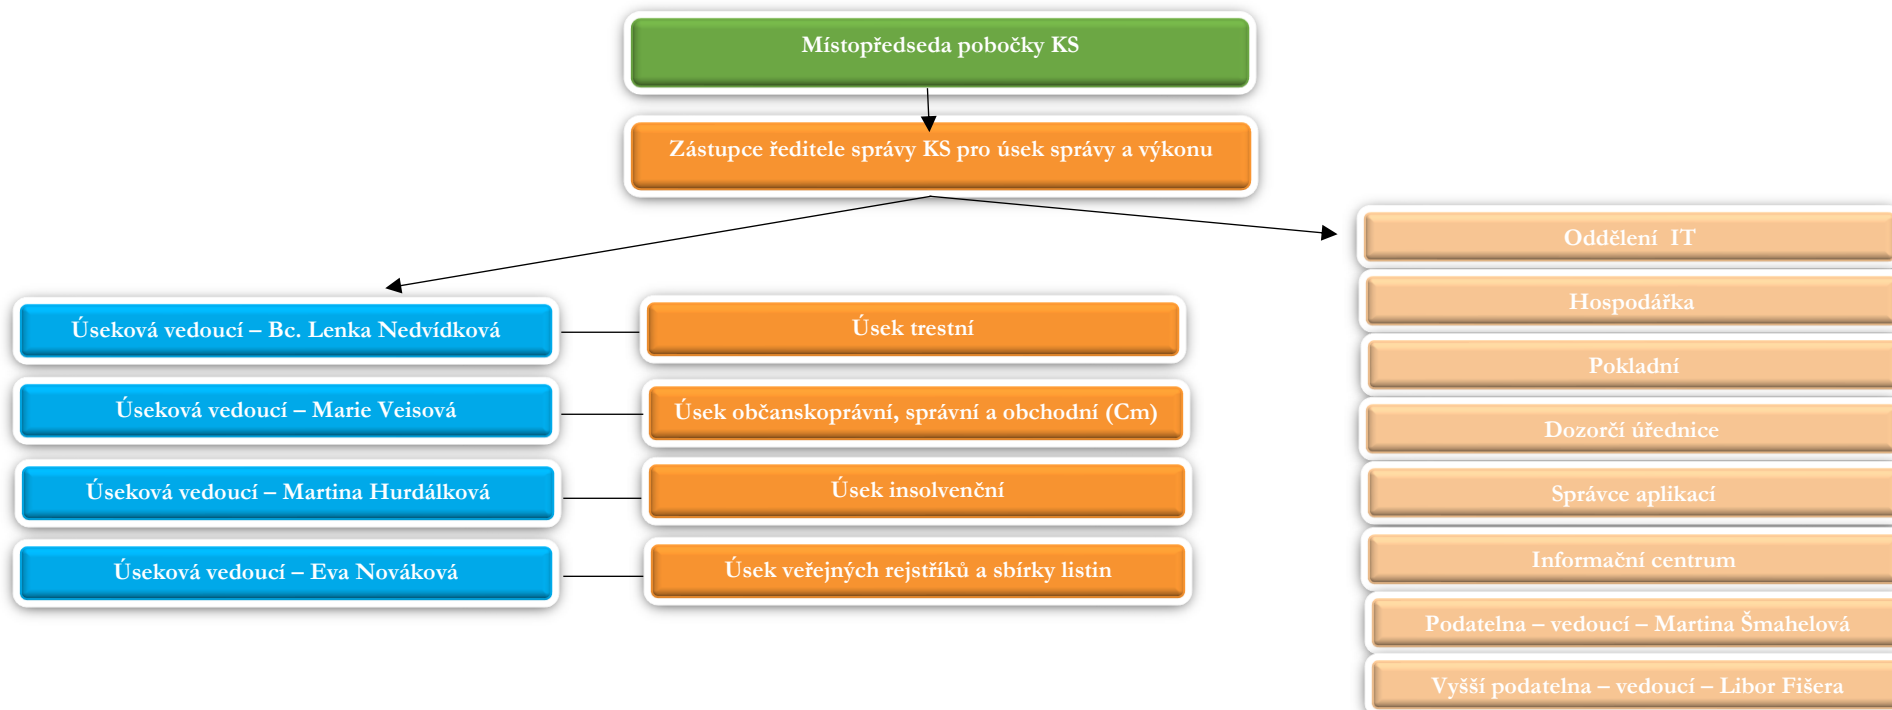 Místopředseda pobočky KS
Zástupce ředitele správy KS pro úsek správy a výkonu
Úseková vedoucí – Bc. Lenka Nedvídková
Úsek trestní
Úseková vedoucí – Marie Veisová
Úsek občanskoprávní, správní a obchodní (Cm)
Úseková vedoucí – Martina Hurdálková
Úsek insolvenční
Úseková vedoucí – Eva Nováková
Úsek veřejných rejstříků a sbírky listin
Oddělení  IT
Hospodářka
Pokladní
Dozorčí úřednice
Správce aplikací
Informační centrum
Podatelna – vedoucí – Martina Šmahelová
Vyšší podatelna – vedoucí – Libor Fišera